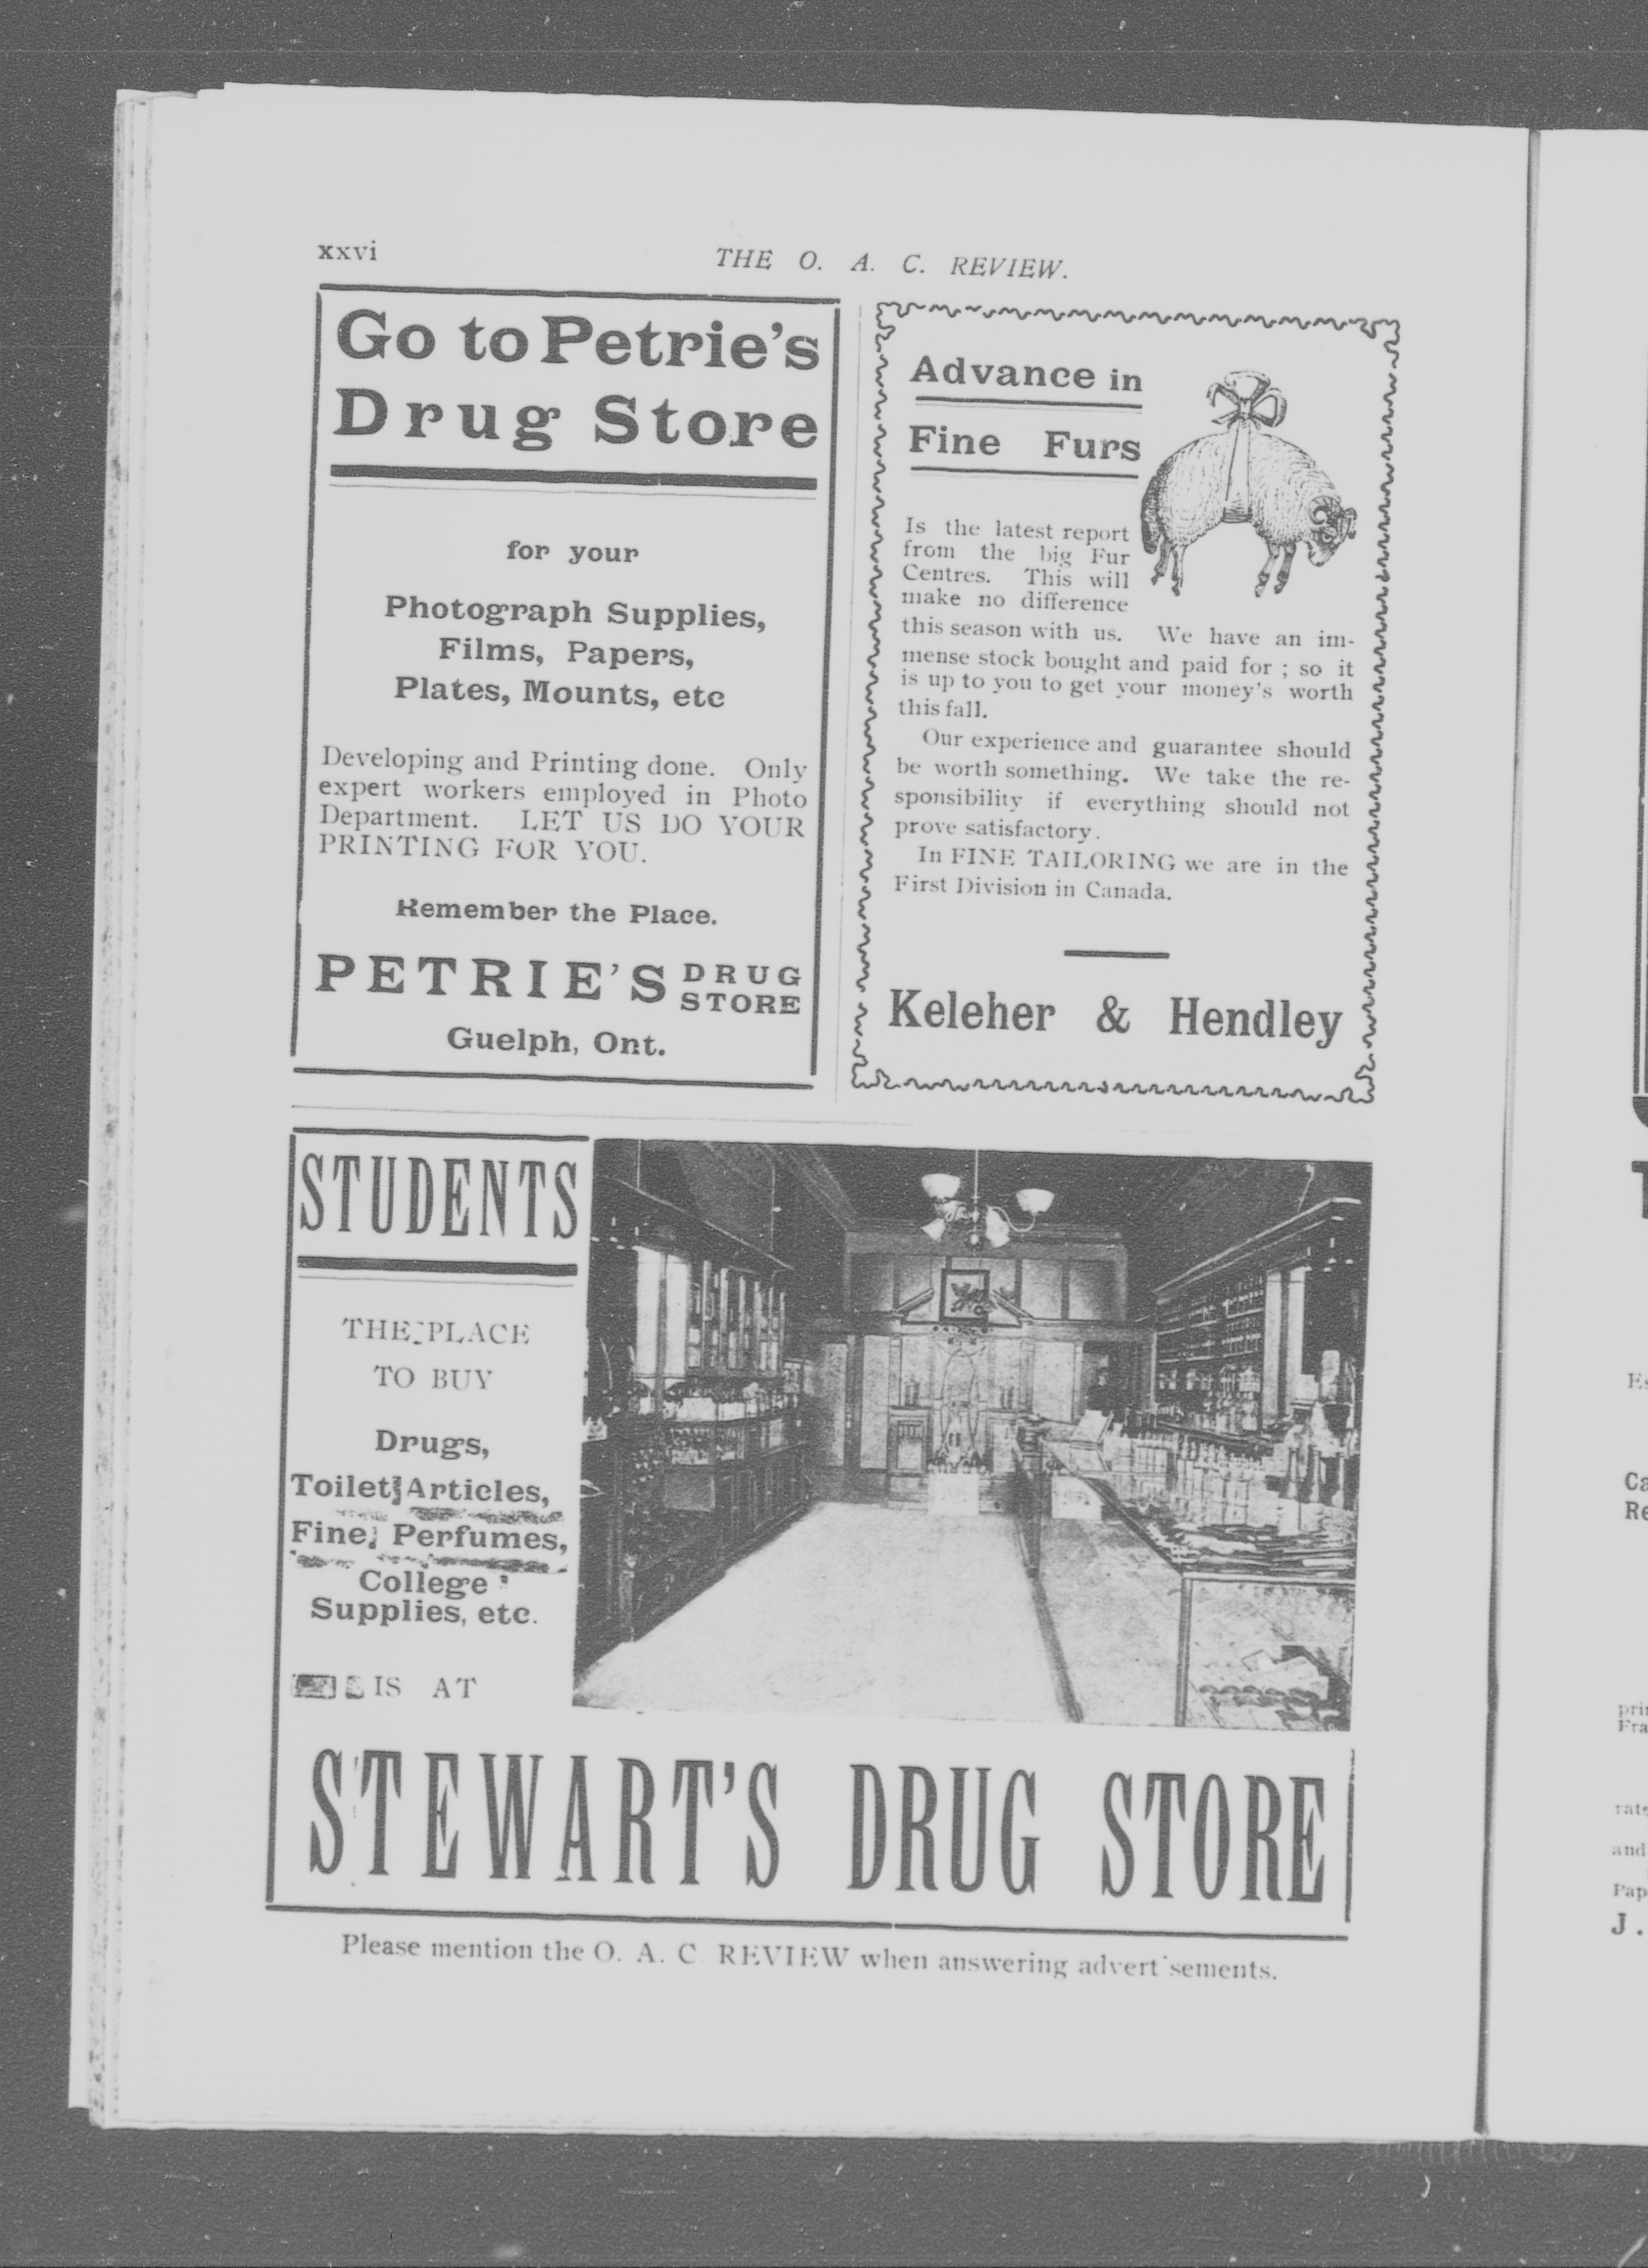 xxvi
THE O. A. C. REVIEW.
Go to Petrie's
Drug Store
for your
Photograph Supplies,
Films, Papers,
Plates, Mounts, etc
Developing and Printing done. Only
expert workers employed in Photo
Department. LET US DO YOUR
PRINTING FOR YOU.
Remember the Place.
PETRIE'S DRUG
STORE
Guelph, Ont.
Advance in
Fine Furs
Is the latest report
from the big Fur
Centres. This will
make no difference
this season with us. We have an im-
mense stock bought and paid for ; so it
is up to you to get your money's worth
this fall.
Our experience and guarantee should
be worth something. We take the re-
sponsibility if everything should not
prove satisfactory.
In FINE TAILORING we are in the
First Division in Canada.
Keleher & Hendley
STUDENTS
THE PLACE
TO BUY
Drugs,
Toilet Articles,
Fine Perfumes,
College
Supplies, etc.
IS AT
STEWART'S DRUG STORE
Please mention the O. A. C REVIEW when answering advert sements.
Ca
Re
prin
Fra
rate
and
Pap
J.